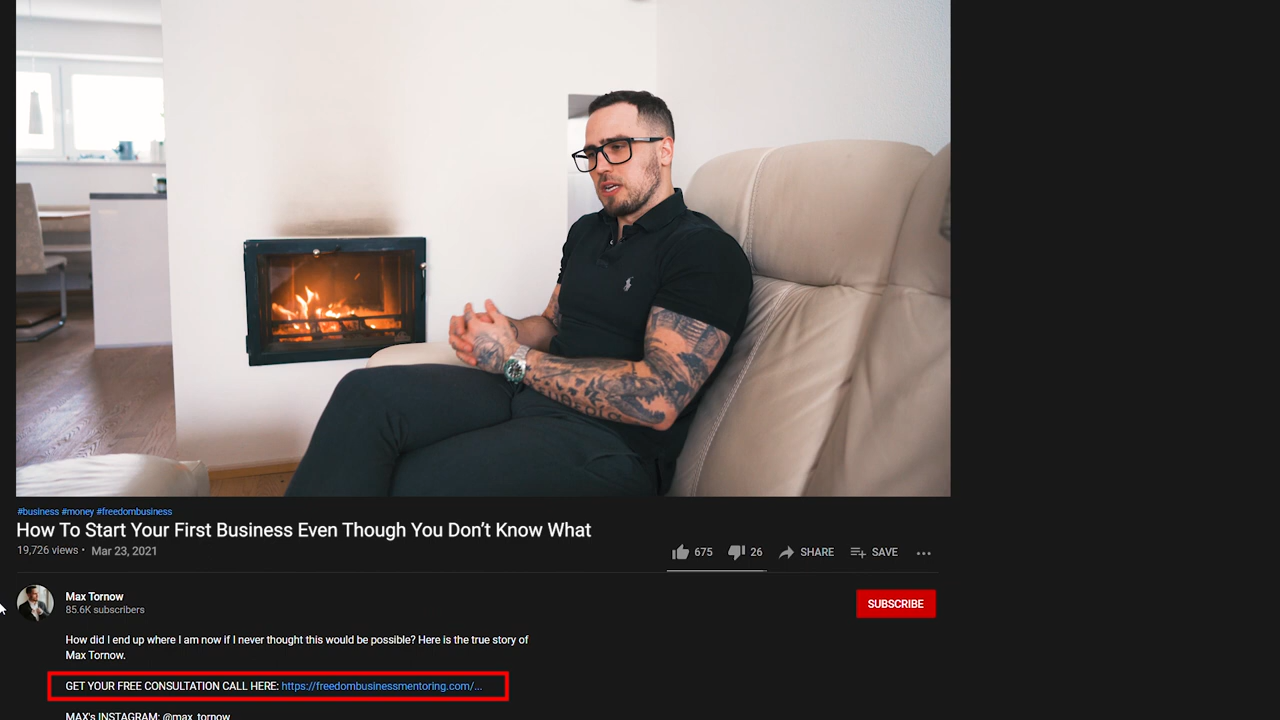 #business #money #freedombusiness
How To Start Your First Business Even Though You Don't Know What
19,726 views • Mar 23, 2021
675 26 SHARE SAVE
Max Tornow
85.6K subscribers
SUBSCRIBE
How did I end up where I am now if I never thought this would be possible? Here is the true story of
Max Tornow.
GET YOUR FREE CONSULTATION CALL HERE: https://freedombusinessmentoring.com/...
MAX's INSTAGRAM: @max_tornow